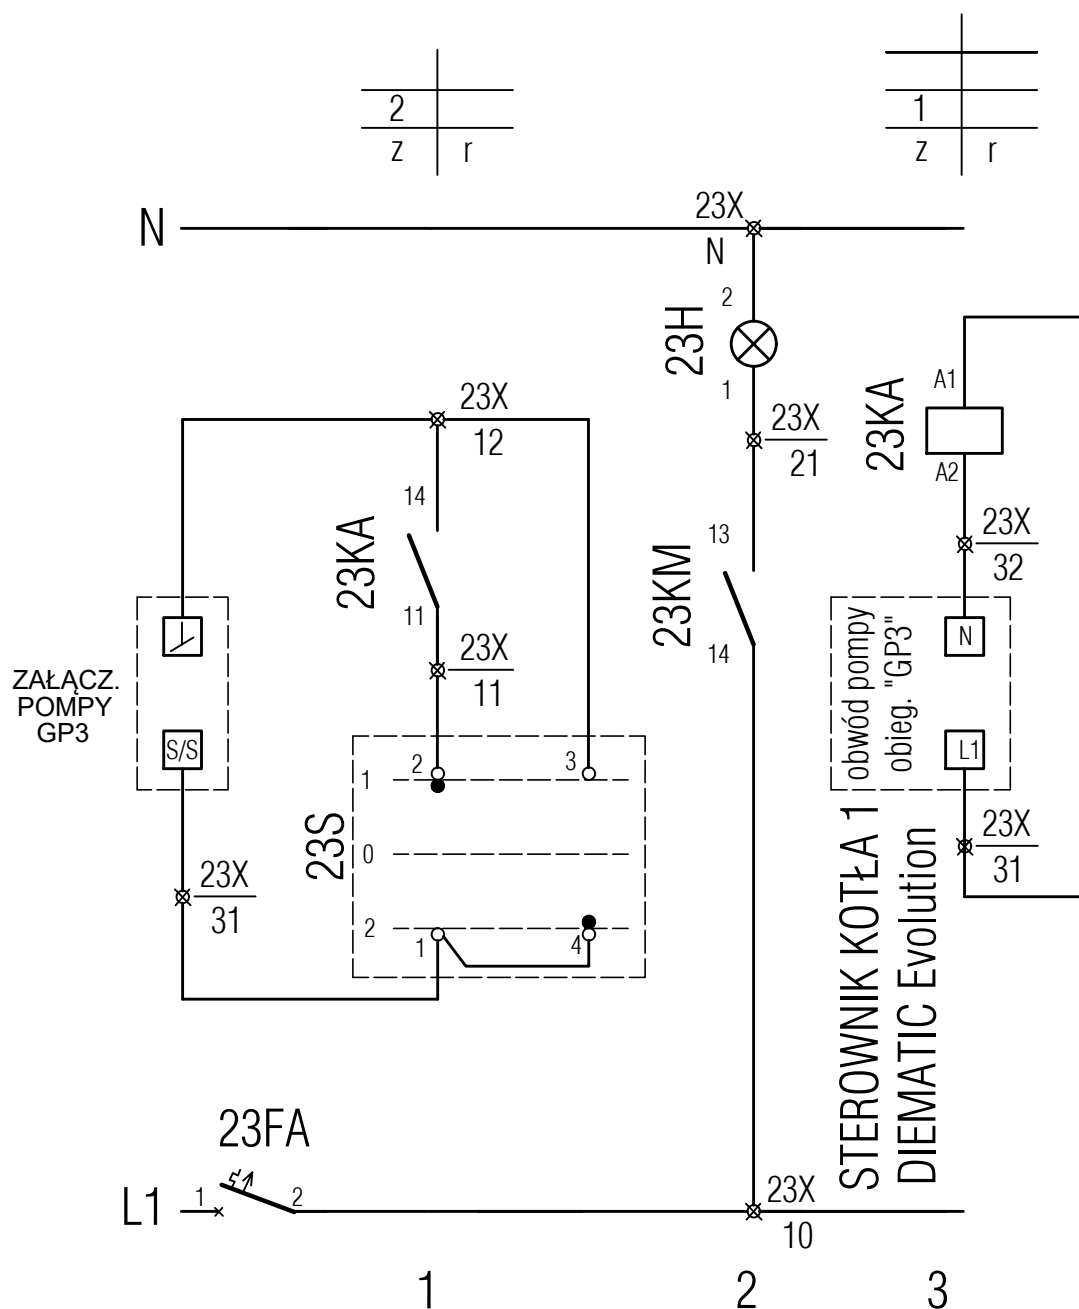 2
z r
1
z r
N
23X
N
2
23H
1
23X
21
23X
12
14
23KA
11
23X
11
13
23KM
14
A1
23KA
A2
23X
32
ZAŁĄCZ.
POMPY
GP3
S/S
obwód pompy
obieg. "GP3"
N
L1
23X
31
23S
1
2
3
0
2
1
4
23X
31
STEROWNIK KOTŁA 1
DIEMATIC Evolution
23FA
L1
1
2
23X
10
1 2 3